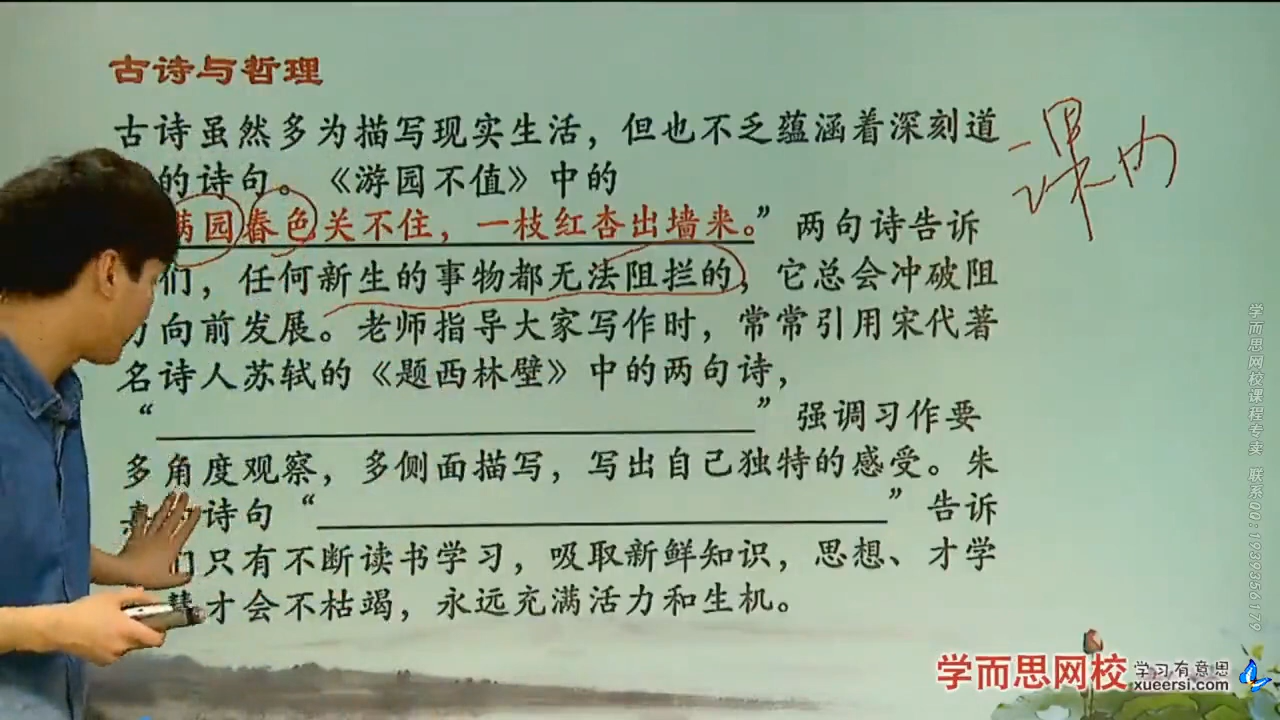 古诗与哲理
古诗虽然多为描写现实生活，但也不乏蕴涵着深刻道
的诗句。《游园不值》中的
满园春色关不住，一枝红杏出墙来。”两句诗告诉
们，任何新生的事物都无法阻拦的，它总会冲破阻
力向前发展。老师指导大家写作时，常常引用宋代著
名诗人苏轼的《题西林壁》中的两句诗，
“ ”强调习作要
多角度观察，多侧面描写，写出自己独特的感受。朱
熹的诗句“ ”告诉
们只有不断读书学习，吸取新鲜知识，思想、才学
慧才会不枯竭，永远充满活力和生机。
课内
学而思网校课程专卖 联系QQ:1939356179
学而思网校
学习有意思
xueersi.com